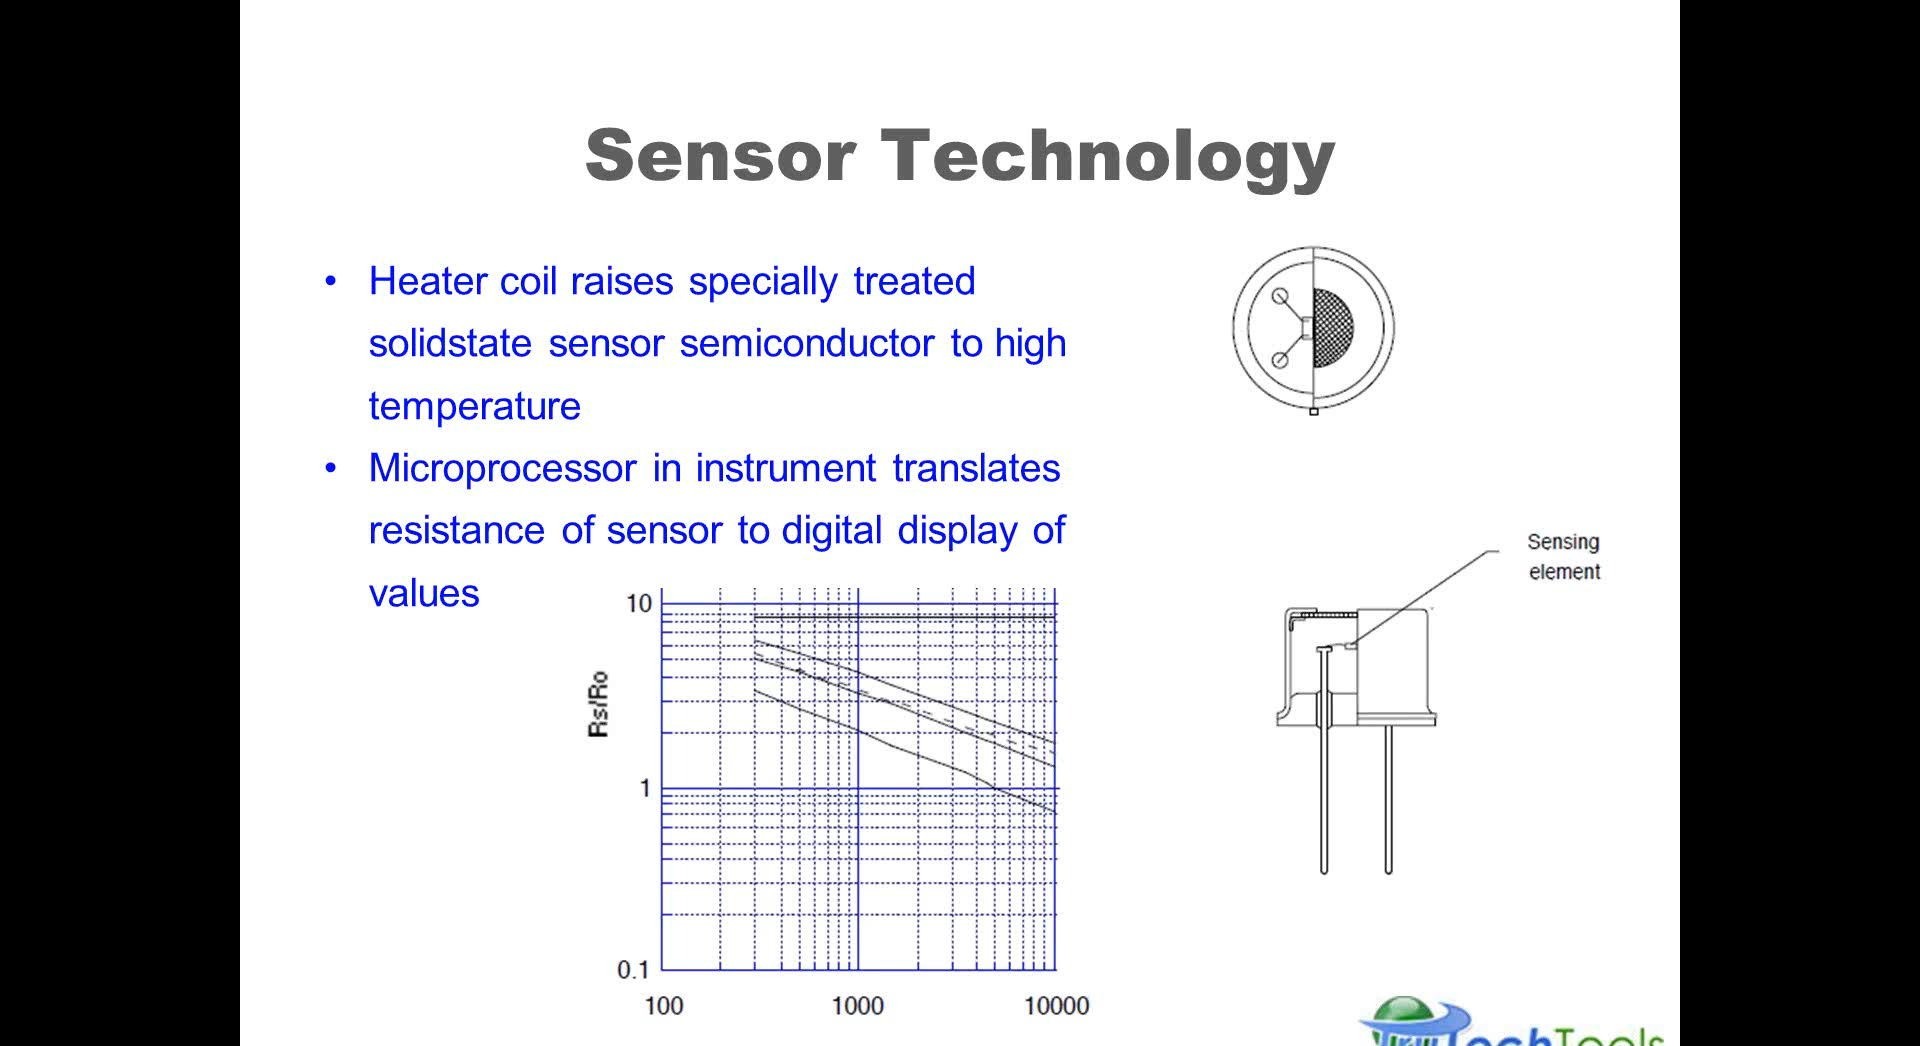 Sensor Technology
• Heater coil raises specially treated
solidstate sensor semiconductor to high
temperature
• Microprocessor in instrument translates
resistance of sensor to digital display of
values
Sensing
element
10
Rs/Ro
1
0.1
100 1000 10000
TechTools